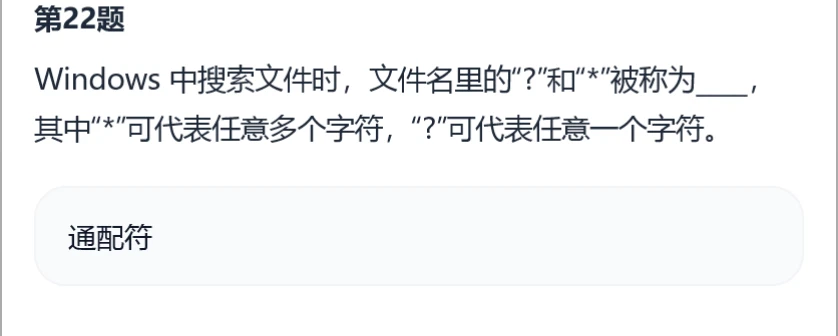 第22题
Windows 中搜索文件时，文件名里的“?”和“*”被称为____，
其中“*”可代表任意多个字符，“?”可代表任意一个字符。
通配符